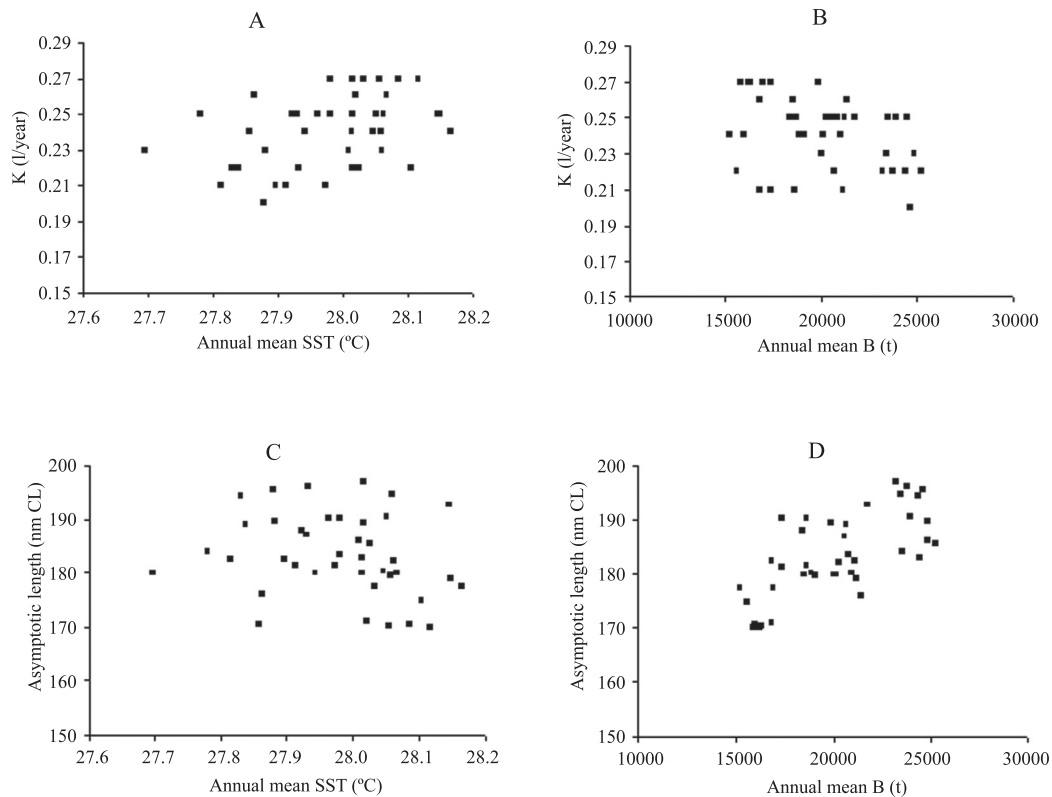 A
K (l/year)
0.29
0.27
0.25
0.23
0.21
0.19
0.17
0.15
27.6 27.7 27.8 27.9 28.0 28.1 28.2
Annual mean SST (ºC)
B
K (l/year)
0.29
0.27
0.25
0.23
0.21
0.19
0.17
0.15
10000 15000 20000 25000 30000
Annual mean B (t)
C
Asymptotic length (nm CL)
200
190
180
170
160
150
27.6 27.7 27.8 27.9 28.0 28.1 28.2
Annual mean SST (ºC)
D
Asymptotic length (nm CL)
200
190
180
170
160
150
10000 15000 20000 25000 30000
Annual mean B (t)